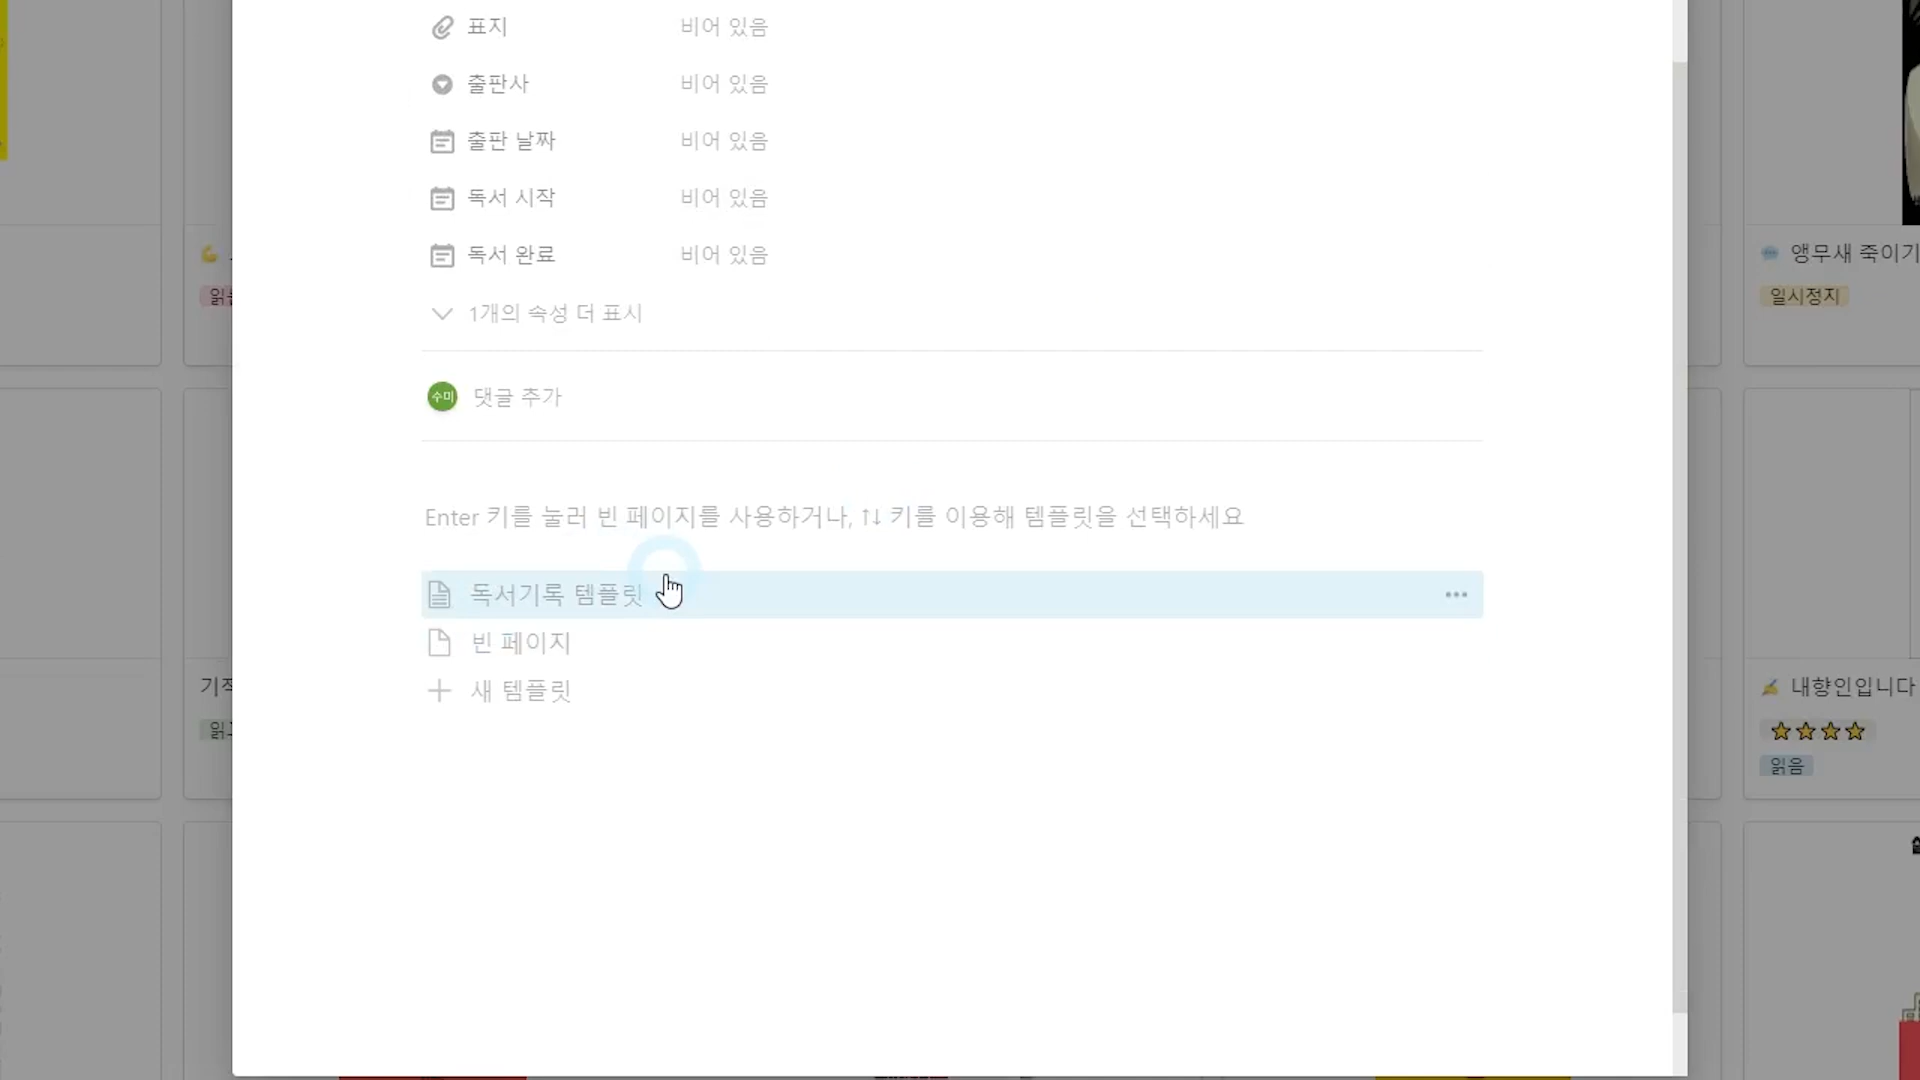 표지 비어 있음
출판사 비어 있음
출판 날짜 비어 있음
독서 시작 비어 있음
독서 완료 비어 있음
1개의 속성 더 표시
수미 댓글 추가
Enter 키를 눌러 빈 페이지를 사용하거나, ↑↓ 키를 이용해 템플릿을 선택하세요
독서기록 템플릿
빈 페이지
새 템플릿
앵무새 죽이기
일시정지
내향인입니다
읽음